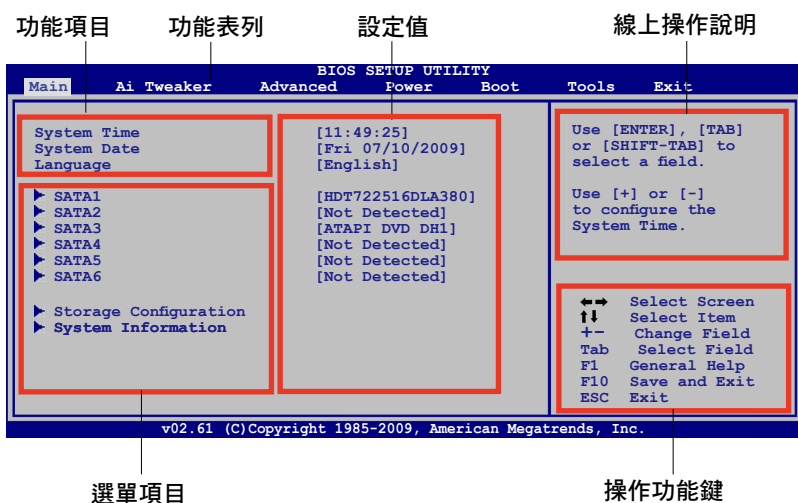 功能項目 功能表列 設定值 線上操作說明
BIOS SETUP UTILITY
Main Ai Tweaker Advanced Power Boot Tools Exit
System Time [11:49:25]
System Date [Fri 07/10/2009]
Language [English]
SATA1 [HDT722516DLA380]
SATA2 [Not Detected]
SATA3 [ATAPI DVD DH1]
SATA4 [Not Detected]
SATA5 [Not Detected]
SATA6 [Not Detected]
Storage Configuration
System Information
Use [ENTER], [TAB]
or [SHIFT-TAB] to
select a field.
Use [+] or [-]
to configure the
System Time.
←→ Select Screen
↑↓ Select Item
+- Change Field
Tab Select Field
F1 General Help
F10 Save and Exit
ESC Exit
v02.61 (C)Copyright 1985-2009, American Megatrends, Inc.
選單項目 操作功能鍵